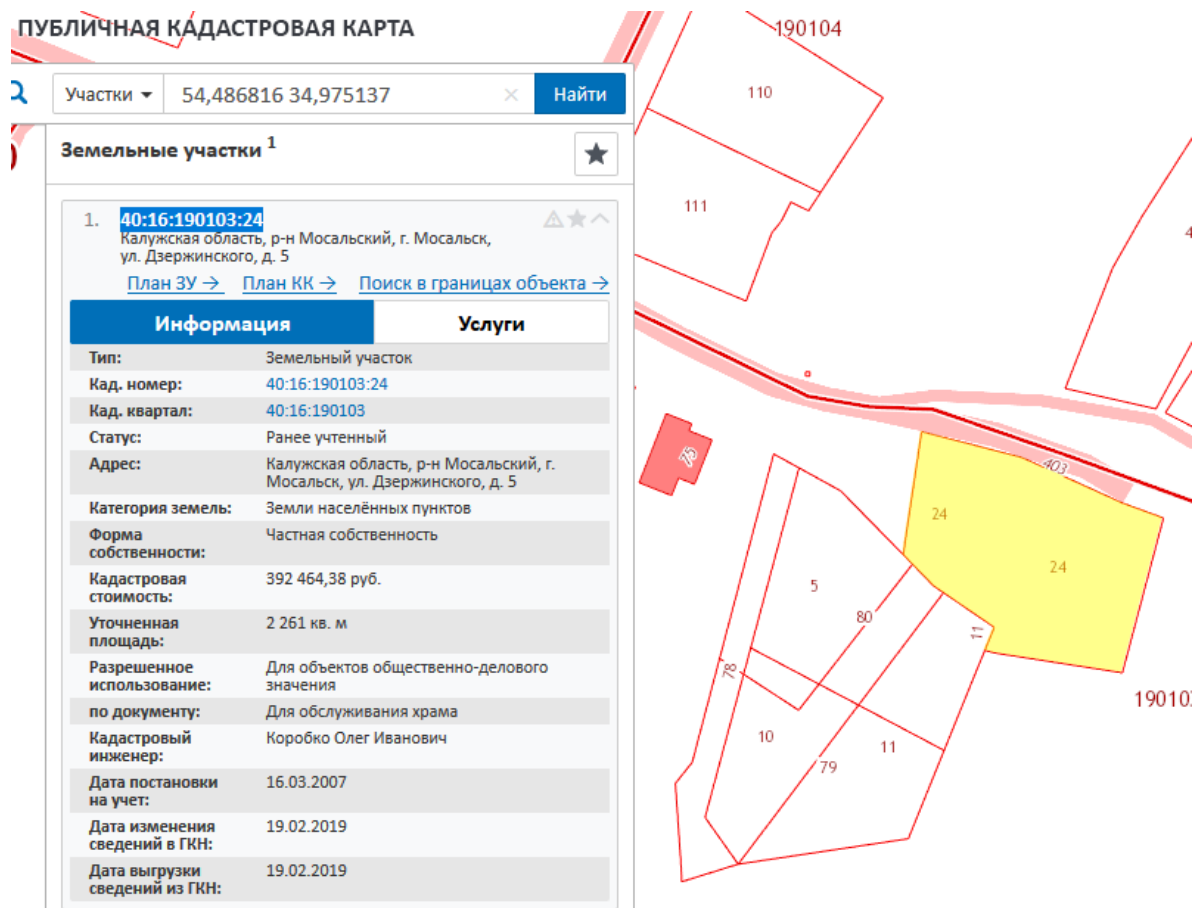 ПУБЛИЧНАЯ КАДАСТРОВАЯ КАРТА
Участки
54,486816 34,975137
×
Найти
Земельные участки 1
1. 40:16:190103:24
Калужская область, р-н Мосальский, г. Мосальск,
ул. Дзержинского, д. 5
План ЗУ → План КК → Поиск в границах объекта →
Информация Услуги
Тип: Земельный участок
Кад. номер: 40:16:190103:24
Кад. квартал: 40:16:190103
Статус: Ранее учтенный
Адрес: Калужская область, р-н Мосальский, г.
Мосальск, ул. Дзержинского, д. 5
Категория земель: Земли населённых пунктов
Форма Частная собственность
собственности:
Кадастровая 392 464,38 руб.
стоимость:
Уточненная 2 261 кв. м
площадь:
Разрешенное Для объектов общественно-делового
использование: значения
по документу: Для обслуживания храма
Кадастровый Коробко Олег Иванович
инженер:
Дата постановки 16.03.2007
на учет:
Дата изменения 19.02.2019
сведений в ГКН:
Дата выгрузки 19.02.2019
сведений из ГКН:
190104
110
111
4
75
403
24
24
5
80
11
78
10
11
79